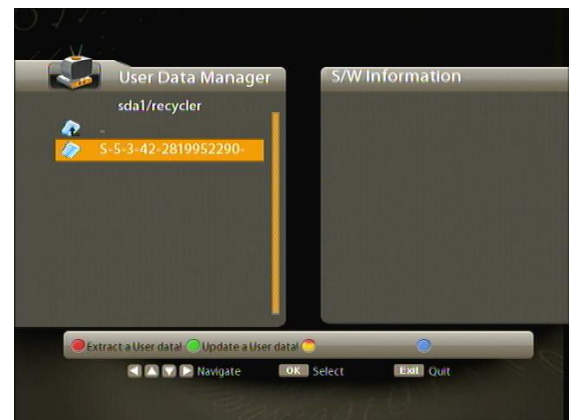 User Data Manager
S/W Information
sda1/recycler
..
S-5-3-42-2819952290-
Extract a User data! Update a User data!
Navigate OK Select Exit Quit